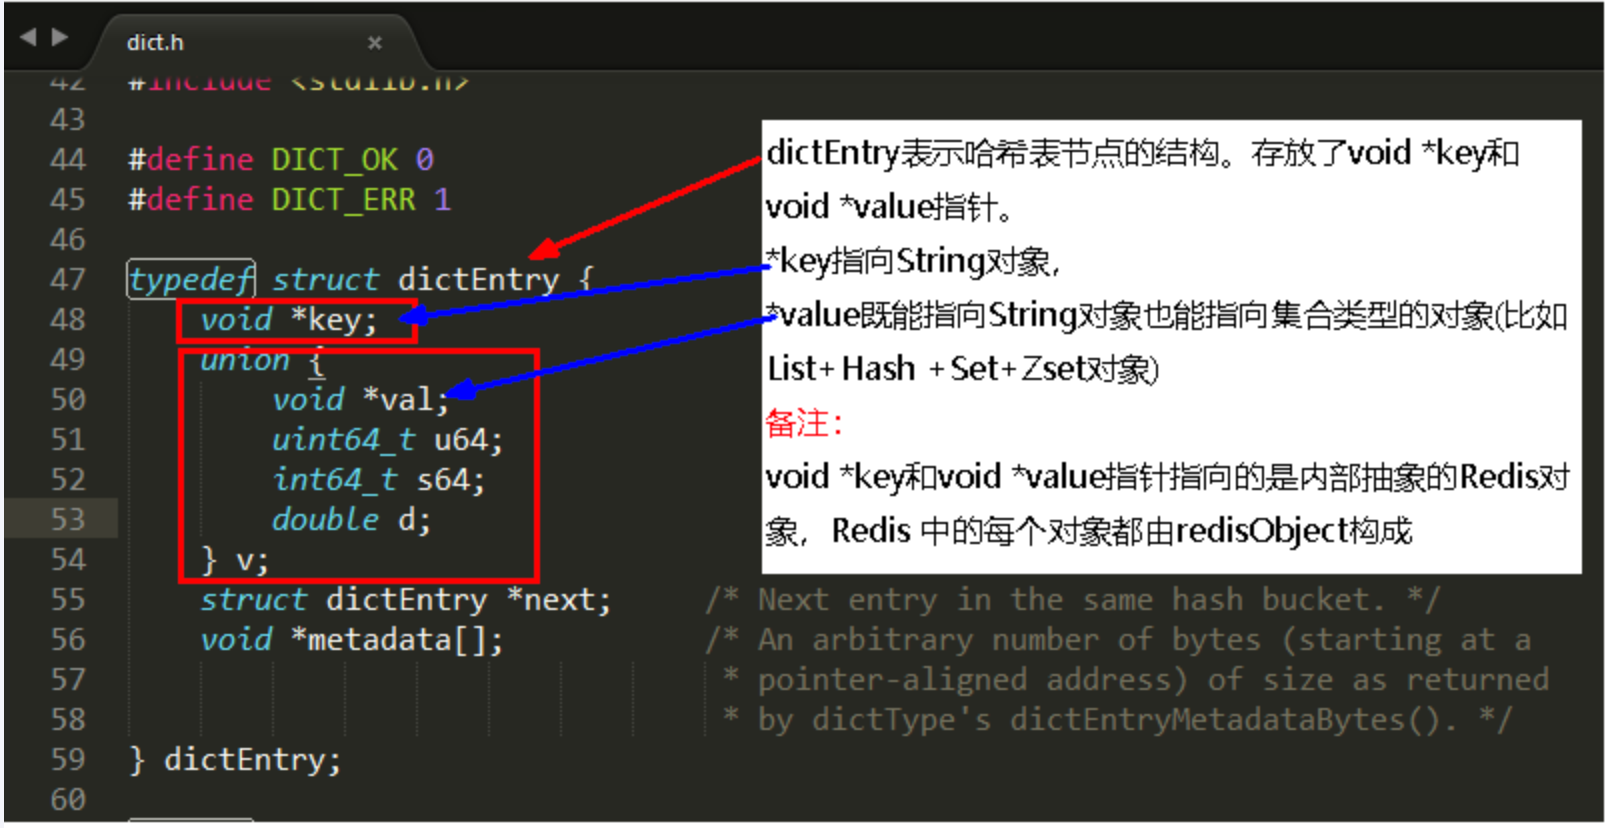 dict.h ×
42 #include <stdlib.h>
43
44 #define DICT_OK 0
45 #define DICT_ERR 1
46
47 typedef struct dictEntry {
48 void *key;
49 union {
50 void *val;
51 uint64_t u64;
52 int64_t s64;
53 double d;
54 } v;
55 struct dictEntry *next; /* Next entry in the same hash bucket. */
56 void *metadata[]; /* An arbitrary number of bytes (starting at a
57 * pointer-aligned address) of size as returned
58 * by dictType's dictEntryMetadataBytes(). */
59 } dictEntry;
60
dictEntry表示哈希表节点的结构。存放了void *key和
void *value指针。
*key指向String对象,
*value既能指向String对象也能指向集合类型的对象(比如
List+ Hash +Set+Zset对象)
备注：
void *key和void *value指针指向的是内部抽象的Redis对
象，Redis 中的每个对象都由redisObject构成